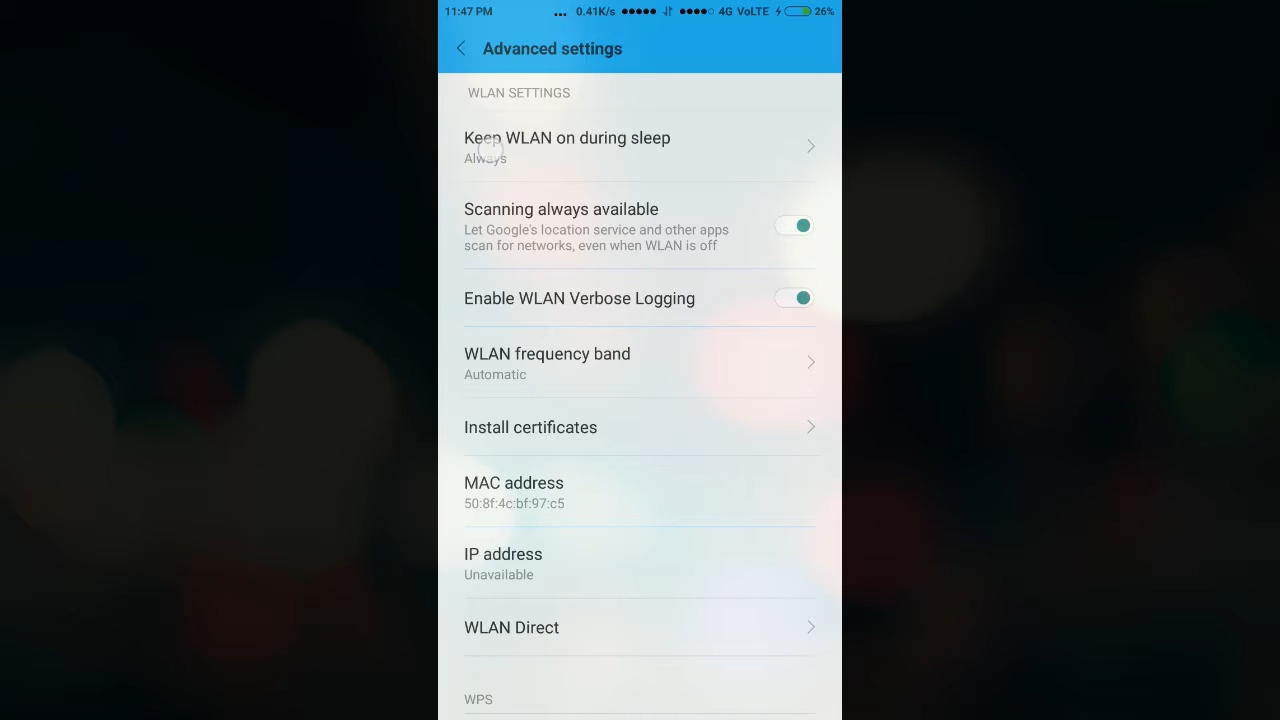 11:47 PM ... 0.41K/s 4G VoLTE 26%
Advanced settings
WLAN SETTINGS
Keep WLAN on during sleep
Always
Scanning always available
Let Google's location service and other apps
scan for networks, even when WLAN is off
Enable WLAN Verbose Logging
WLAN frequency band
Automatic
Install certificates
MAC address
50:8f:4c:bf:97:c5
IP address
Unavailable
WLAN Direct
WPS